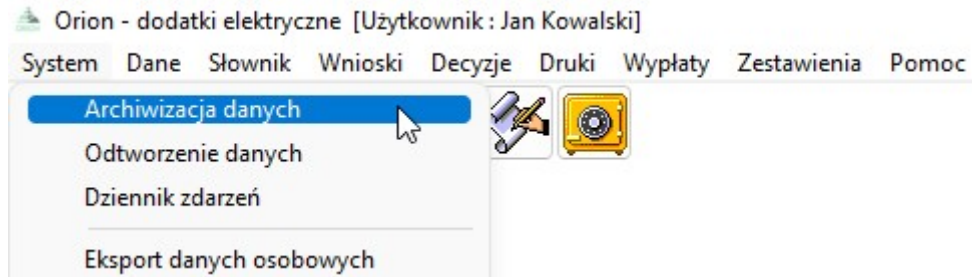 Orion - dodatki elektryczne [Użytkownik : Jan Kowalski]
System Dane Słownik Wnioski Decyzje Druki Wypłaty Zestawienia Pomoc
Archiwizacja danych
Odtworzenie danych
Dziennik zdarzeń
Eksport danych osobowych